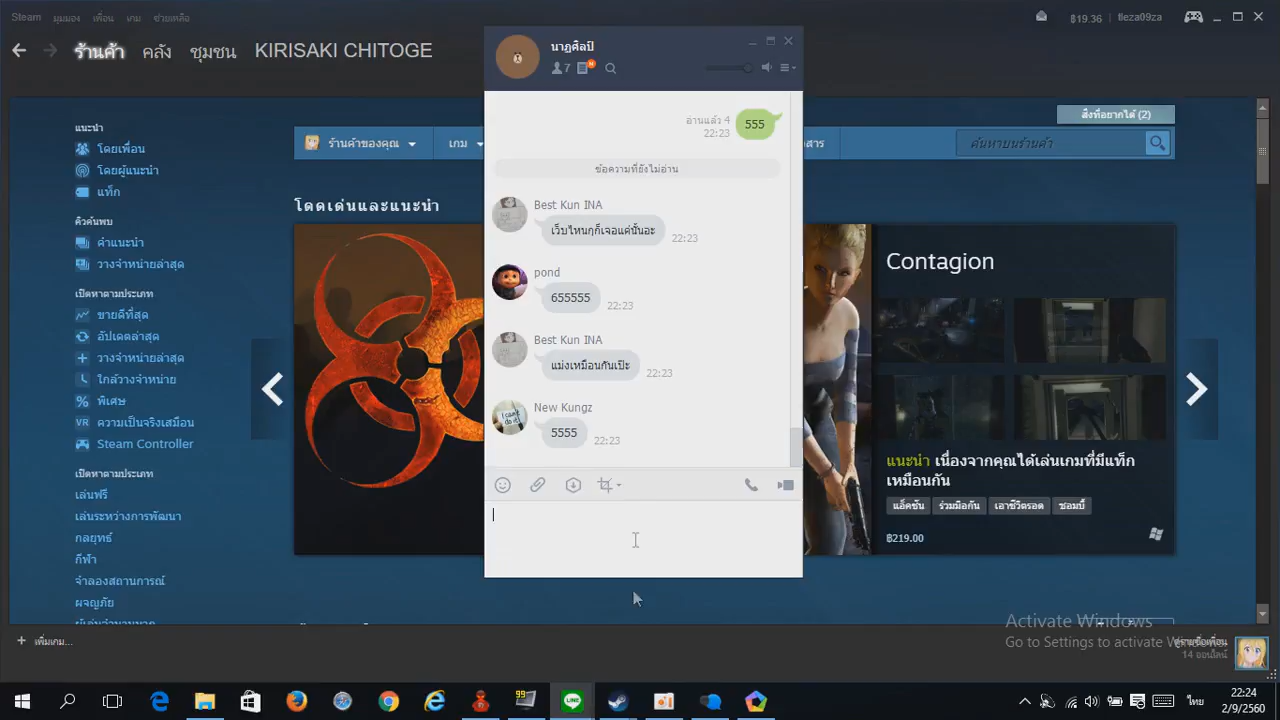 Steam มุมมอง เพื่อน เกม ช่วยเหลือ
฿19.36 tleza09za
ร้านค้า คลัง ชุมชน KIRISAKI CHITOGE
สิ่งที่อยากได้ (2)
ร้านค้าของคุณ เกม
สาร
ค้นหาบนร้านค้า
แนะนำ
โดยเพื่อน
โดยผู้แนะนำ
แท็ก
คิวค้นพบ
คำแนะนำ
วางจำหน่ายล่าสุด
เปิดหาตามประเภท
ขายดีที่สุด
อัปเดตล่าสุด
วางจำหน่ายล่าสุด
ใกล้วางจำหน่าย
พิเศษ
VR ความเป็นจริงเสมือน
Steam Controller
เปิดหาตามประเภท
เล่นฟรี
เล่นระหว่างการพัฒนา
กลยุทธ์
กีฬา
จำลองสถานการณ์
ผจญภัย
โดดเด่นและแนะนำ
นาฏศิลป์
7
N
อ่านแล้ว 4
22:23
555
ข้อความที่ยังไม่อ่าน
Best Kun INA
เว็บไหนๆก็เจอแค่นั้นอะ
22:23
pond
655555
22:23
Best Kun INA
แม่งเหมือนกันเป๊ะ
22:23
New Kungz
5555
22:23
Contagion
แนะนำ เนื่องจากคุณได้เล่นเกมที่มีแท็ก
เหมือนกัน
แอ็คชัน ร่วมมือกัน เอาชีวิตรอด ซอมบี้
฿219.00
เพิ่มเกม...
Activate Windows
Go to Settings to activate Windows.
14 ออนไลน์
99
LINE
ไทย
22:24
2/9/2560